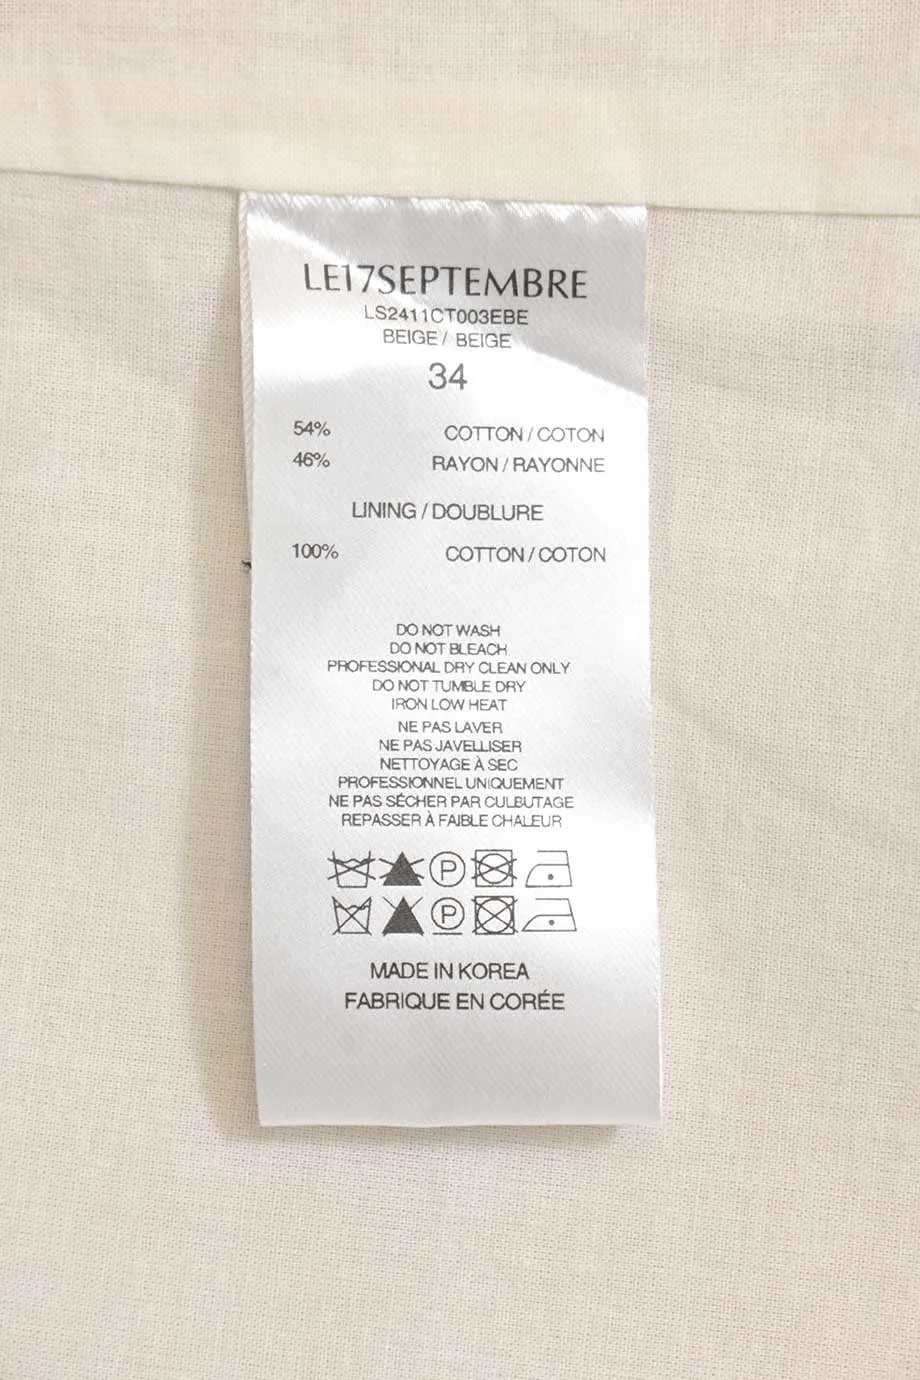 LE17SEPTEMBRE
LS2411CT003EBE
BEIGE / BEIGE
34
54% COTTON / COTON
46% RAYON / RAYONNE
LINING / DOUBLURE
100% COTTON / COTON
DO NOT WASH
DO NOT BLEACH
PROFESSIONAL DRY CLEAN ONLY
DO NOT TUMBLE DRY
IRON LOW HEAT
NE PAS LAVER
NE PAS JAVELLISER
NETTOYAGE À SEC
PROFESSIONNEL UNIQUEMENT
NE PAS SÉCHER PAR CULBUTAGE
REPASSER À FAIBLE CHALEUR
P
P
MADE IN KOREA
FABRIQUE EN CORÉE